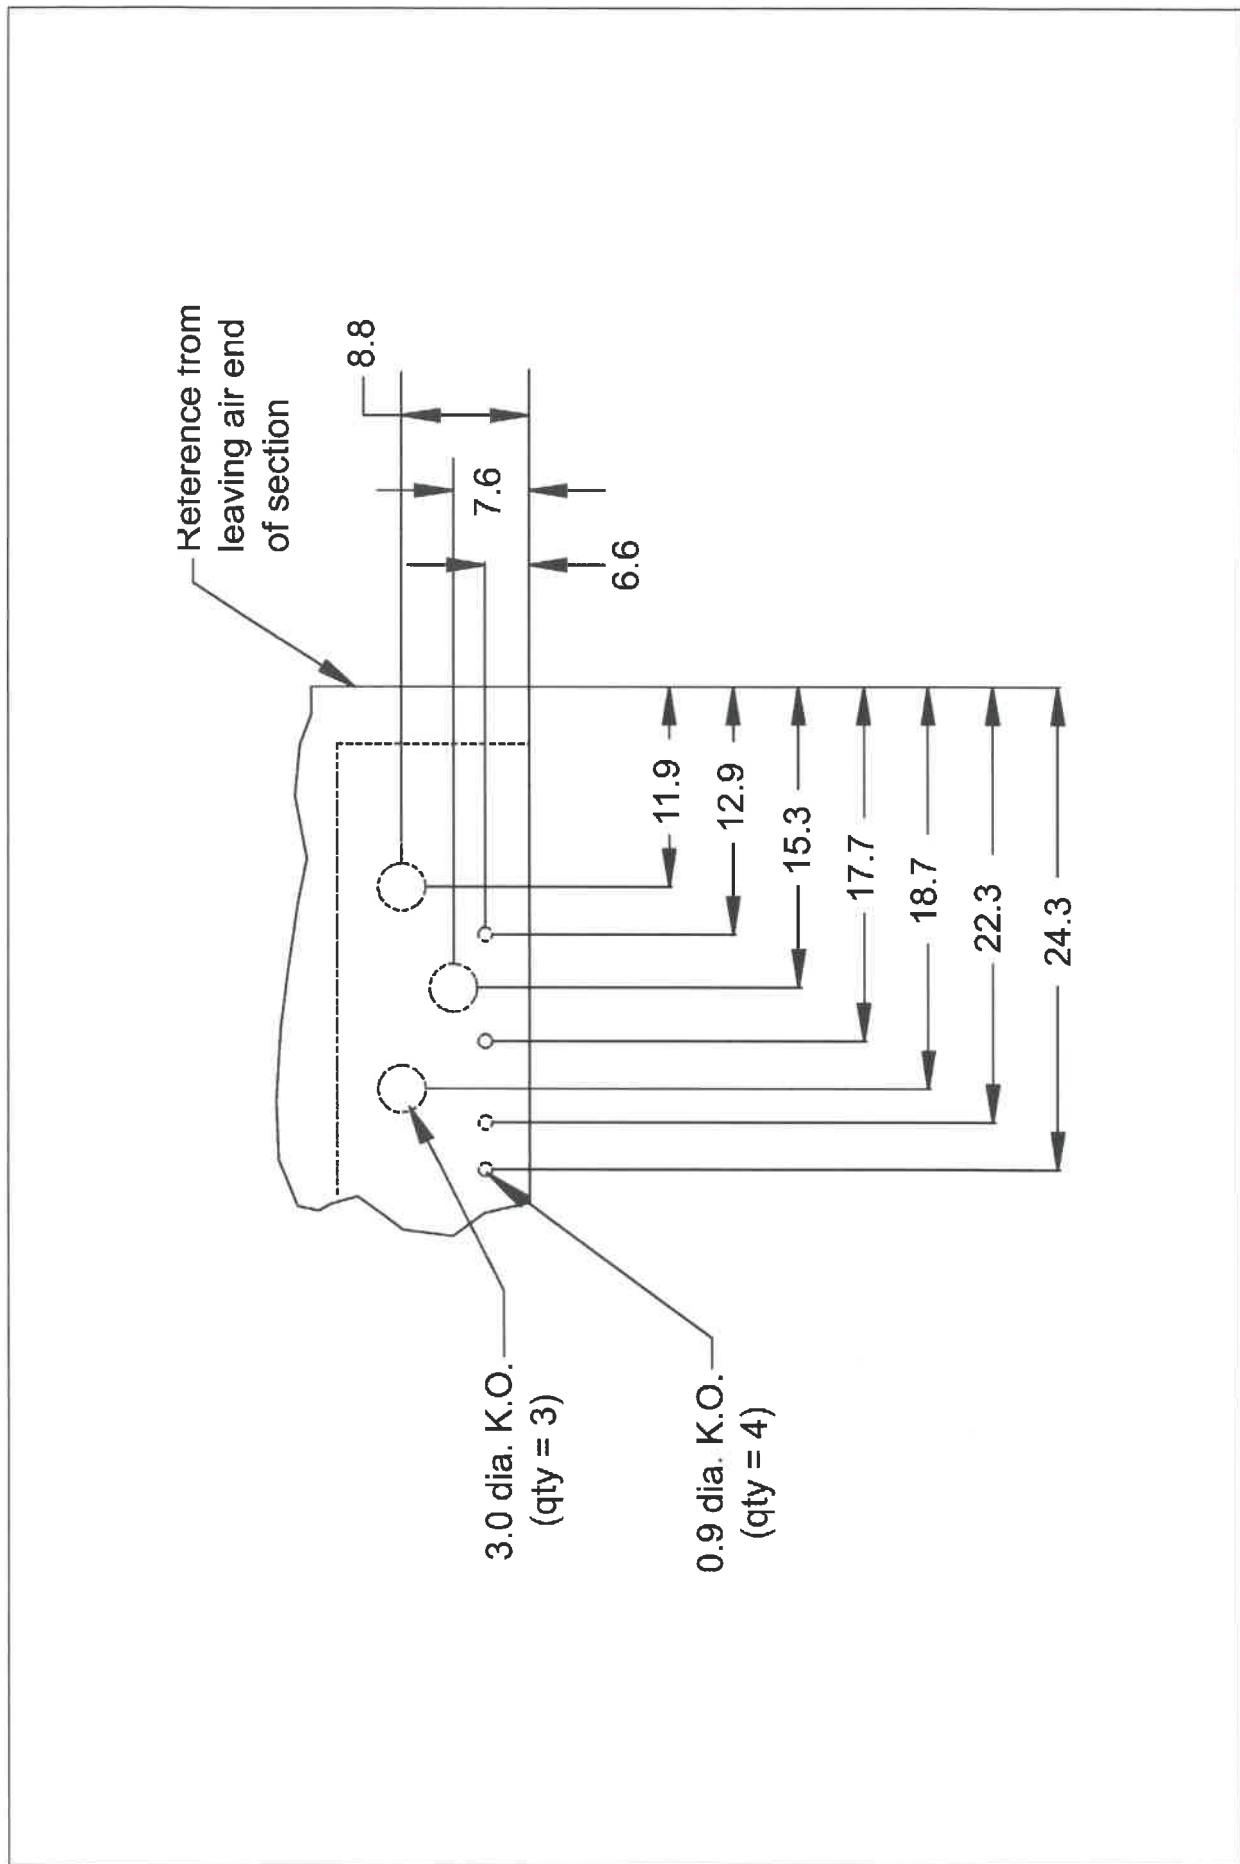 Reference from
leaving air end
of section
8.8
7.6
6.6
11.9
12.9
15.3
17.7
18.7
22.3
24.3
3.0 dia. K.O.
(qty = 3)
0.9 dia. K.O.
(qty = 4)